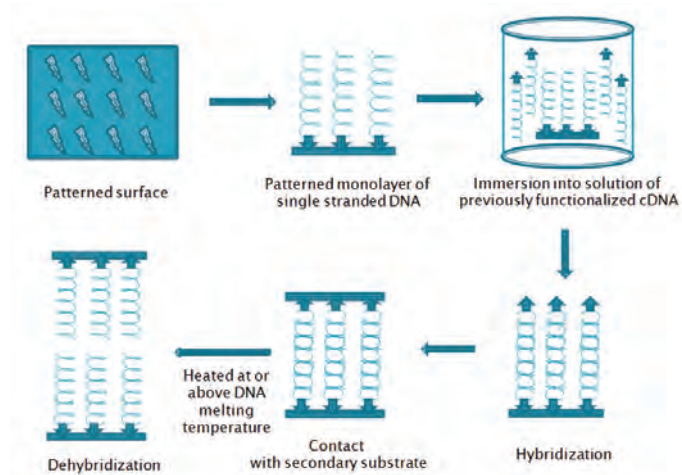 Patterned surface
Patterned monolayer of
single stranded DNA
Immersion into solution of
previously functionalized cDNA
Hybridization
Contact
with secondary substrate
Heated at or
above DNA
melting
temperature
Dehybridization